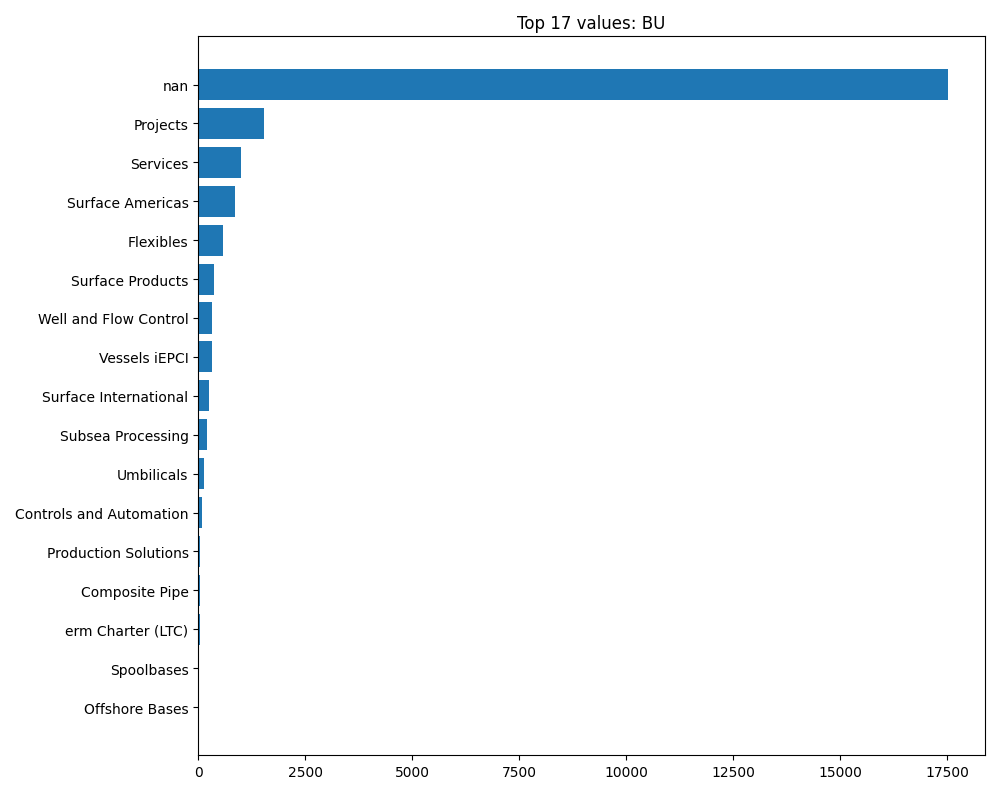 Top 17 values: BU
nan
Projects
Services
Surface Americas
Flexibles
Surface Products
Well and Flow Control
Vessels iEPCI
Surface International
Subsea Processing
Umbilicals
Controls and Automation
Production Solutions
Composite Pipe
erm Charter (LTC)
Spoolbases
Offshore Bases
0 2500 5000 7500 10000 12500 15000 17500